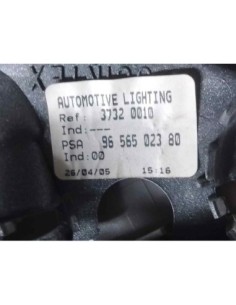 AUTOMOTIVE LIGHTING
Ref 3732 0010
Ind:---
PSA 96 565 023 80
Ind:00
26/04/05 15:16